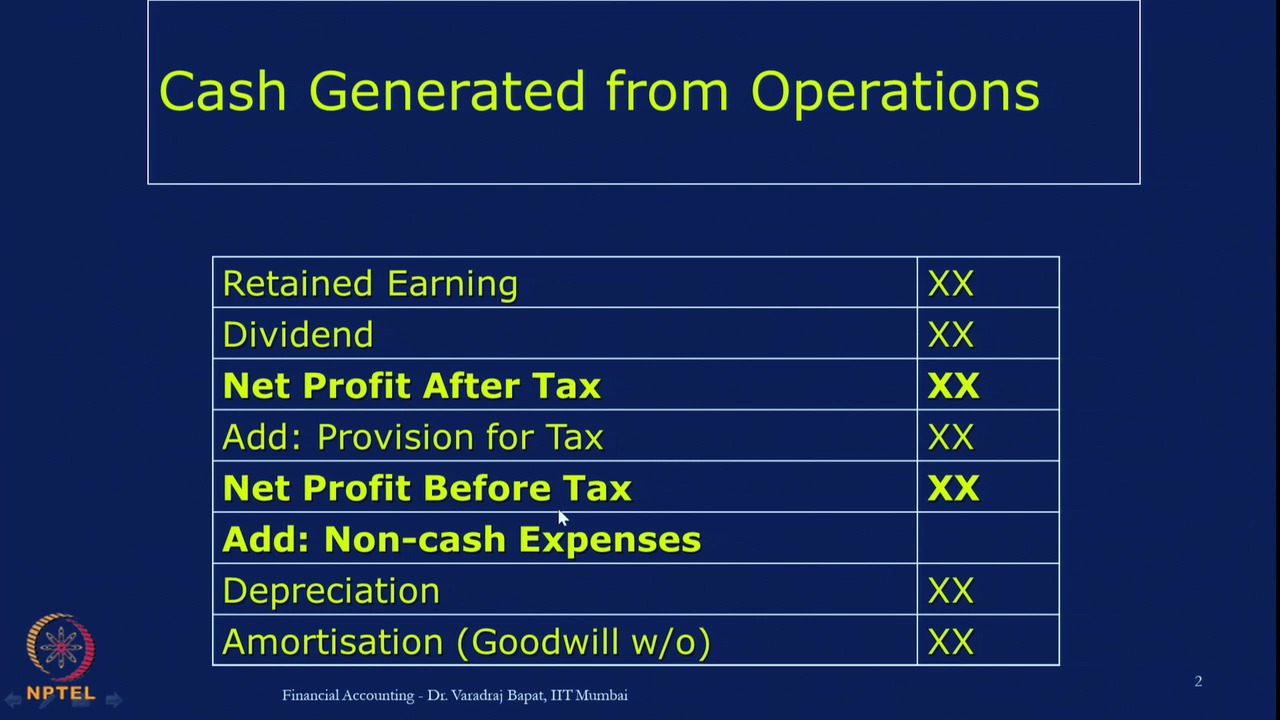 Cash Generated from Operations
Retained Earning XX
Dividend XX
Net Profit After Tax XX
Add: Provision for Tax XX
Net Profit Before Tax XX
Add: Non-cash Expenses
Depreciation XX
Amortisation (Goodwill w/o) XX
NPTEL
Financial Accounting - Dr. Varadraj Bapat, IIT Mumbai
2